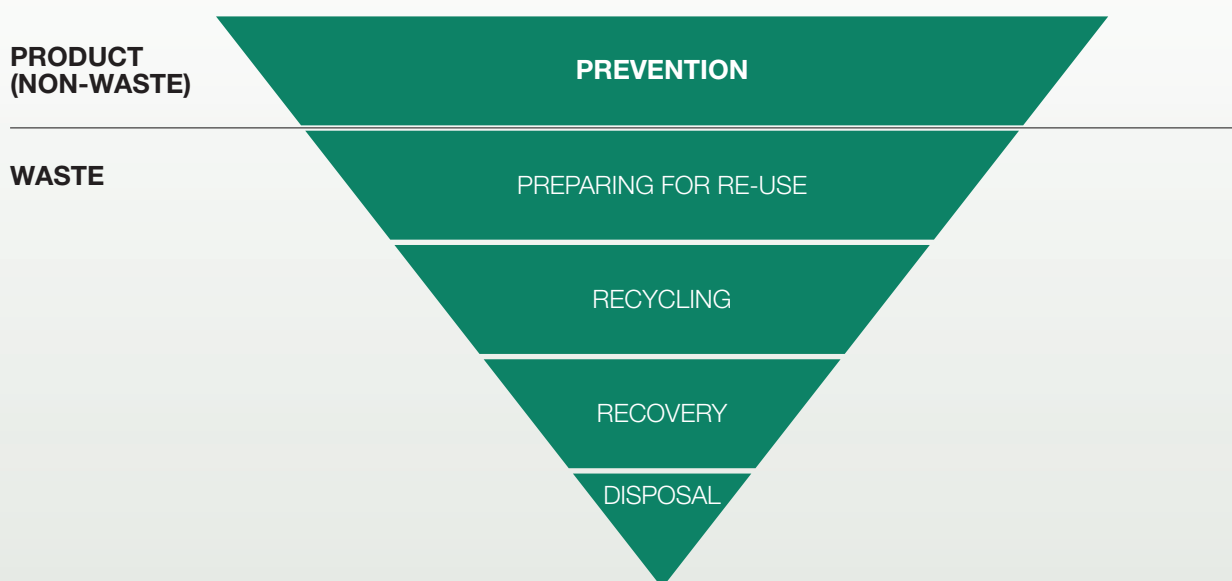 PRODUCT
(NON-WASTE)
PREVENTION
WASTE
PREPARING FOR RE-USE
RECYCLING
RECOVERY
DISPOSAL